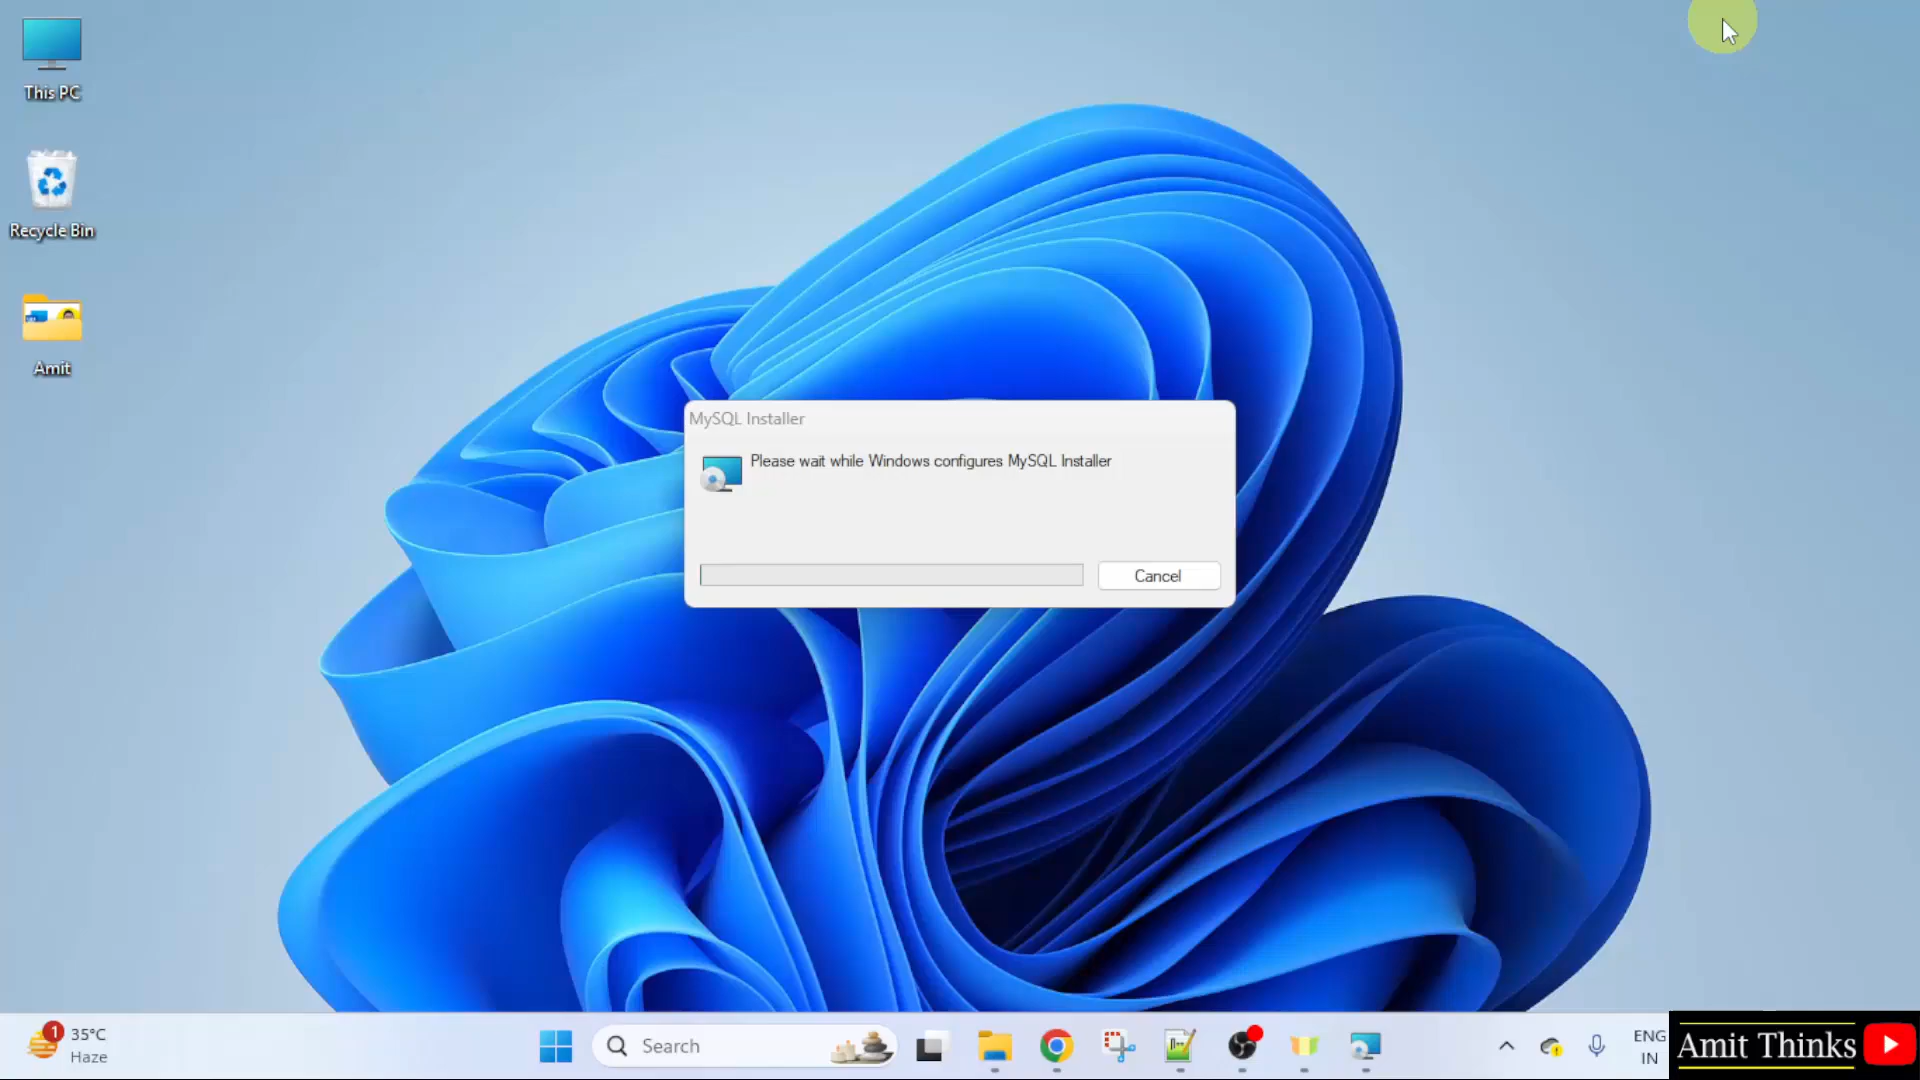 This PC
Recycle Bin
Amit
MySQL Installer
Please wait while Windows configures MySQL Installer
Cancel
1
35°C
Haze
Search
ENG
IN
Amit Thinks